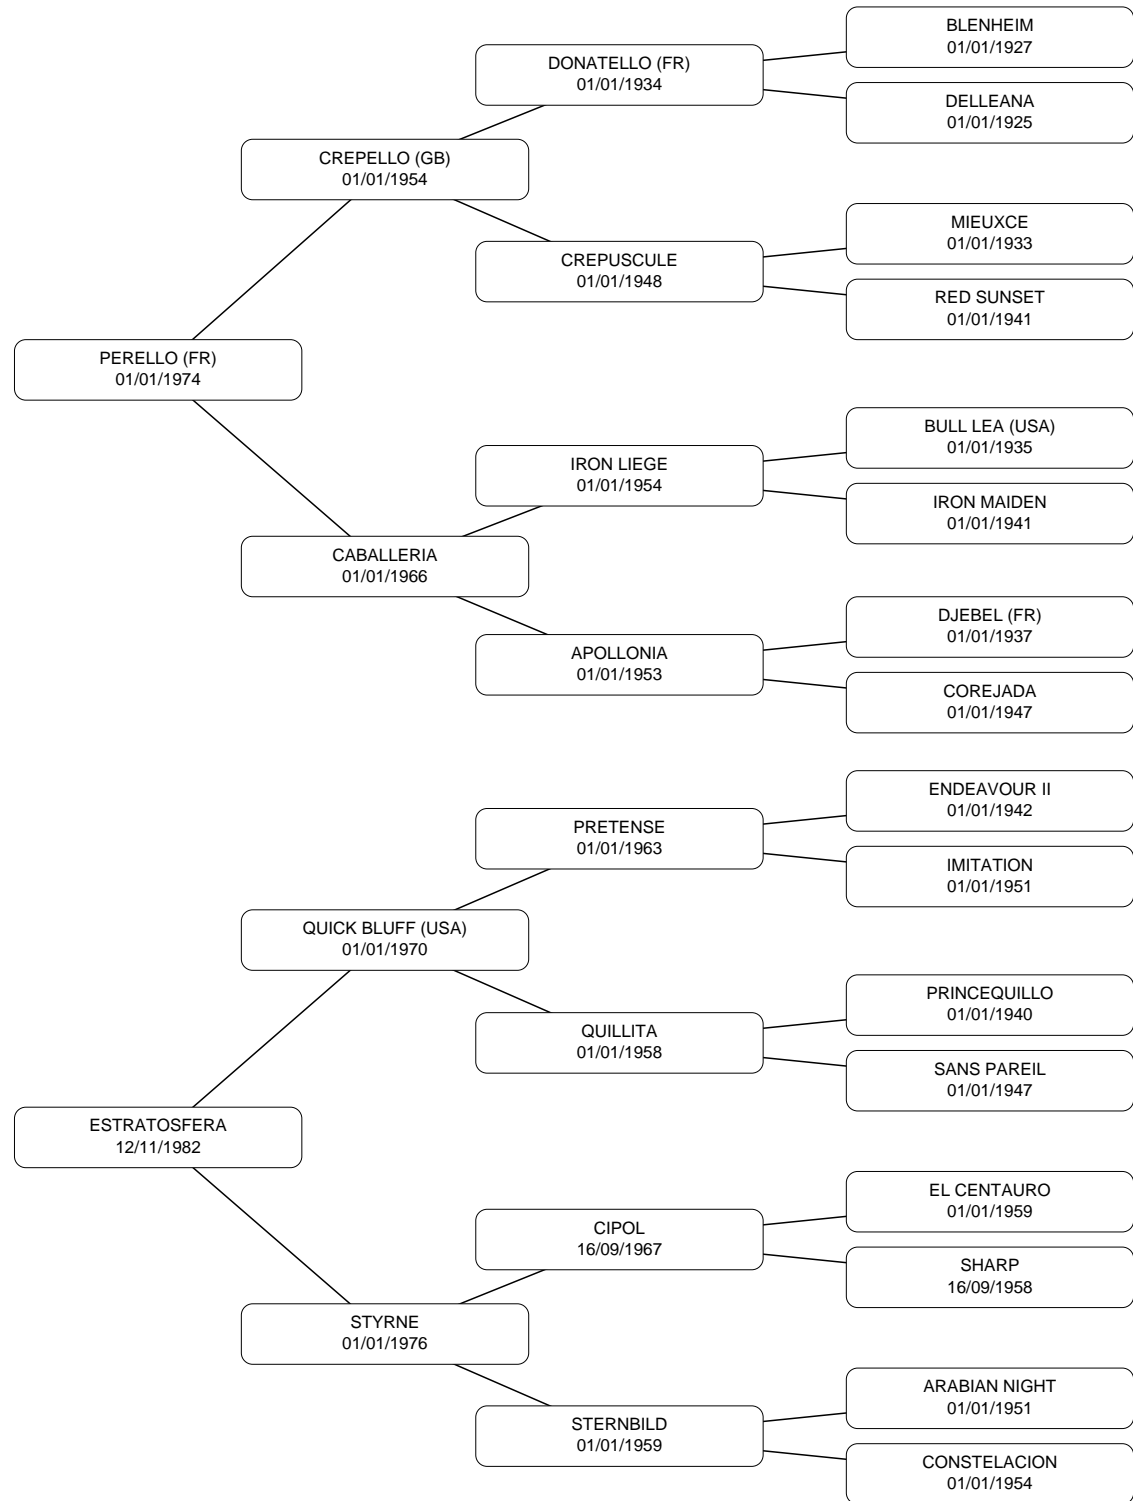 BLENHEIM
01/01/1927
DONATELLO (FR)
01/01/1934
DELLEANA
01/01/1925
CREPELLO (GB)
01/01/1954
MIEUXCE
01/01/1933
CREPUSCULE
01/01/1948
RED SUNSET
01/01/1941
PERELLO (FR)
01/01/1974
BULL LEA (USA)
01/01/1935
IRON LIEGE
01/01/1954
IRON MAIDEN
01/01/1941
CABALLERIA
01/01/1966
DJEBEL (FR)
01/01/1937
APOLLONIA
01/01/1953
COREJADA
01/01/1947
ENDEAVOUR II
01/01/1942
PRETENSE
01/01/1963
IMITATION
01/01/1951
QUICK BLUFF (USA)
01/01/1970
PRINCEQUILLO
01/01/1940
QUILLITA
01/01/1958
SANS PAREIL
01/01/1947
ESTRATOSFERA
12/11/1982
EL CENTAURO
01/01/1959
CIPOL
16/09/1967
SHARP
16/09/1958
STYRNE
01/01/1976
ARABIAN NIGHT
01/01/1951
STERNBILD
01/01/1959
CONSTELACION
01/01/1954